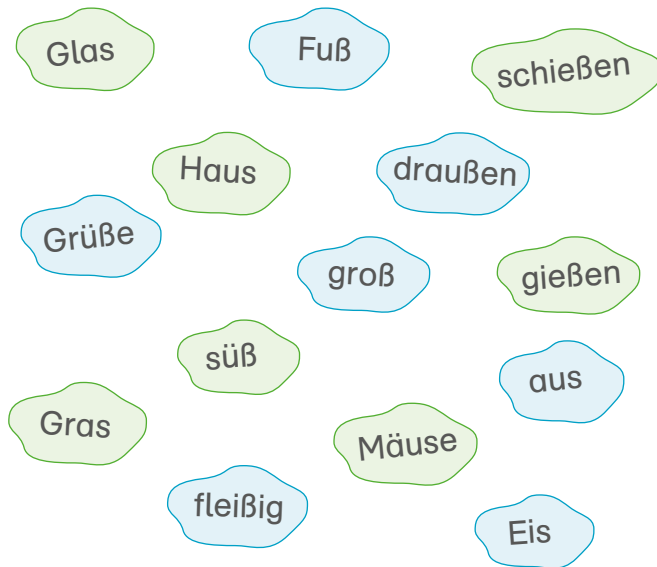 Glas
Fuß
schießen
Haus
draußen
Grüße
groß
gießen
süß
aus
Gras
Mäuse
fleißig
Eis